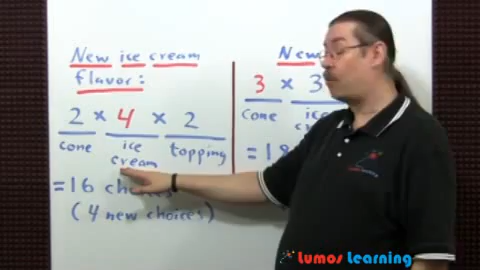 New ice cream
flavor:
2 × 4 × 2
cone ice cream topping
= 16
(4 new choices)
New
3 × 3
cone ice
= 18
Lumos Learning